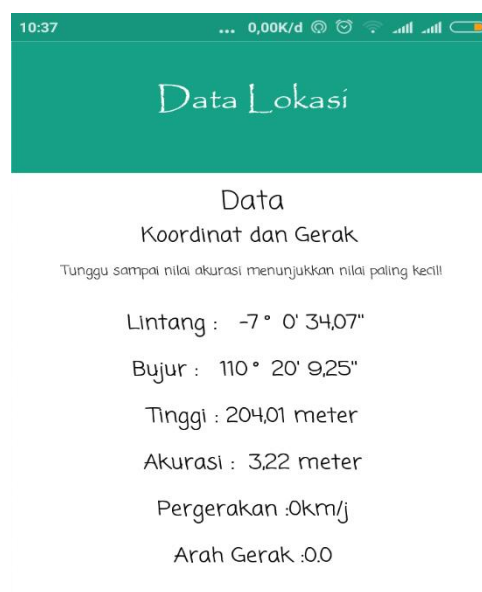 10:37 ... 0,00K/d
Data Lokasi
Data
Koordinat dan Gerak
Tunggu sampai nilai akurasi menunjukkan nilai paling kecil!
Lintang : -7° 0' 34,07"
Bujur : 110° 20' 9,25"
Tinggi : 204,01 meter
Akurasi : 3,22 meter
Pergerakan :0km/j
Arah Gerak :0.0